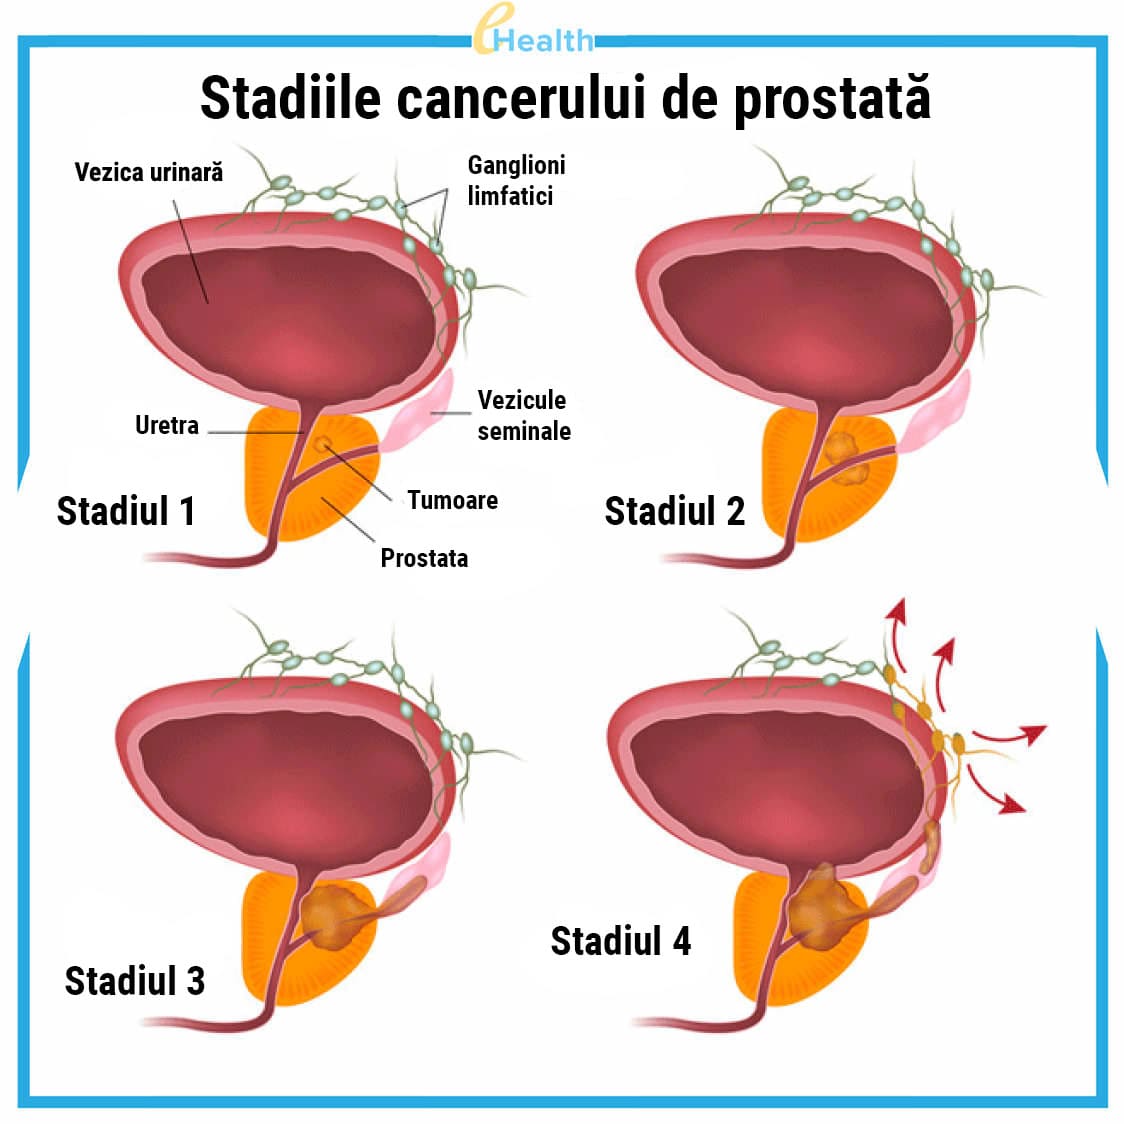 eHealth
Stadiile cancerului de prostată
Vezica urinară
Ganglioni
limfatici
Uretra
Vezicule
seminale
Tumoare
Prostata
Stadiul 1
Stadiul 2
Stadiul 3
Stadiul 4